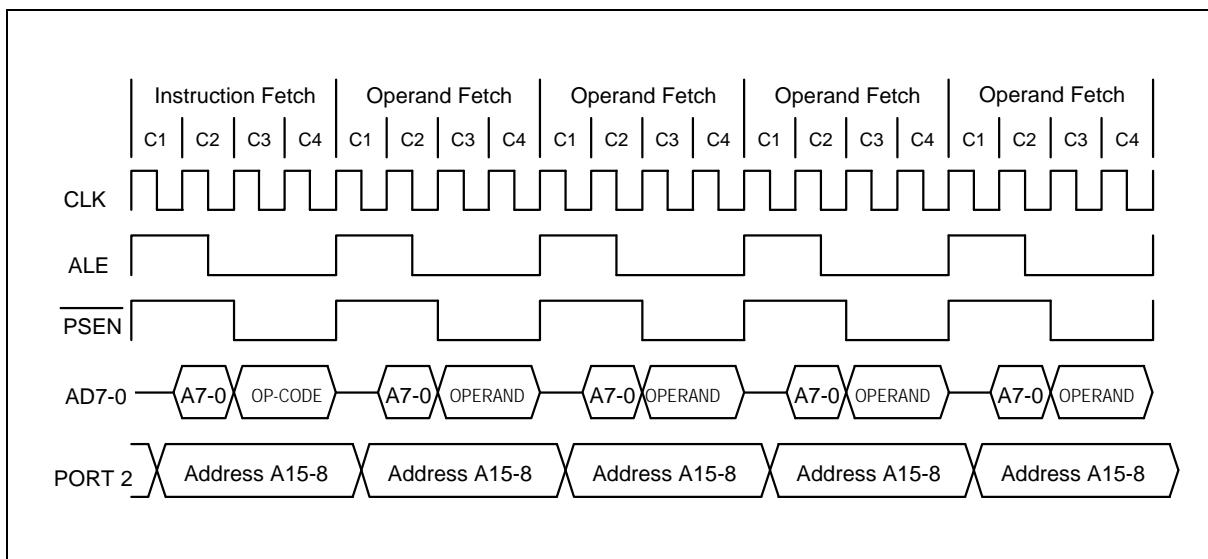 Instruction Fetch Operand Fetch Operand Fetch Operand Fetch Operand Fetch
C1 C2 C3 C4 C1 C2 C3 C4 C1 C2 C3 C4 C1 C2 C3 C4 C1 C2 C3 C4
CLK
ALE
PSEN
AD7-0 A7-0 OP-CODE A7-0 OPERAND A7-0 OPERAND A7-0 OPERAND A7-0 OPERAND
PORT 2 Address A15-8 Address A15-8 Address A15-8 Address A15-8 Address A15-8